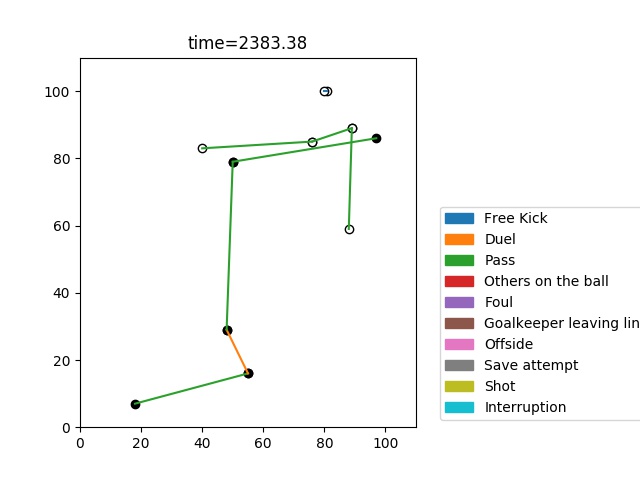 time=2383.38
100
80
60
40
20
0
0 20 40 60 80 100
Free Kick
Duel
Pass
Others on the ball
Foul
Goalkeeper leaving lin
Offside
Save attempt
Shot
Interruption